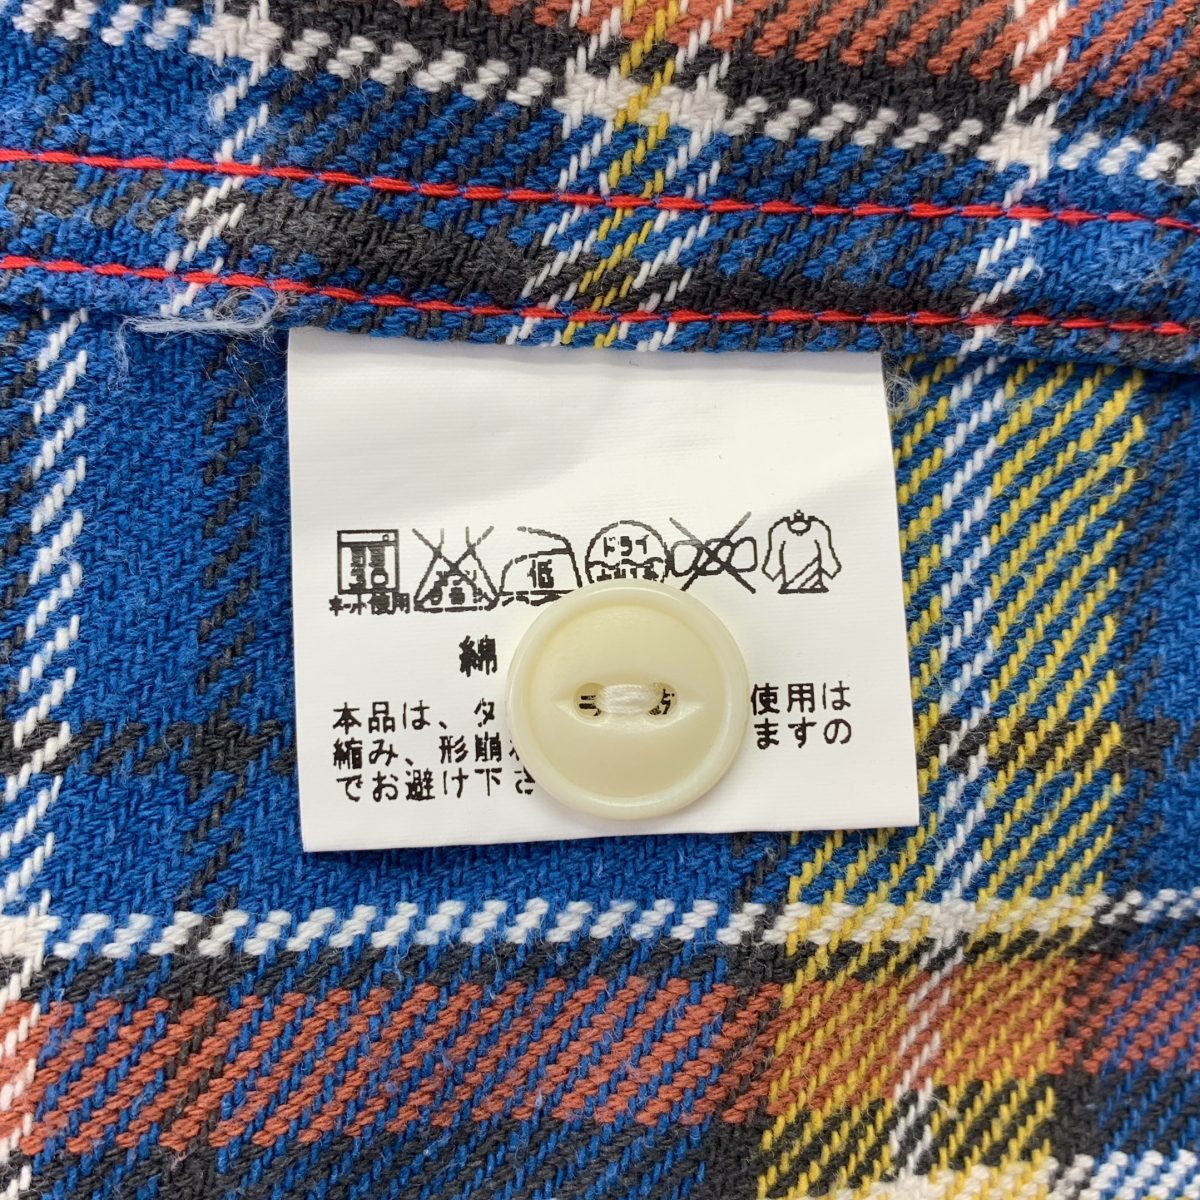 30
ネット使用
低
ドライ
綿
本品は、タ 使用は
縮み、形崩 ますの
でお避け下さ